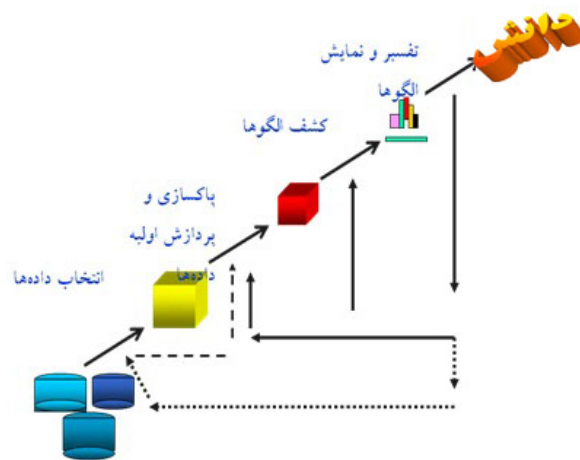 دانش
تفسیر و نمایش
الگوها
کشف الگوها
پاکسازی و
پردازش اولیه
داده‌ها
انتخاب داده‌ها